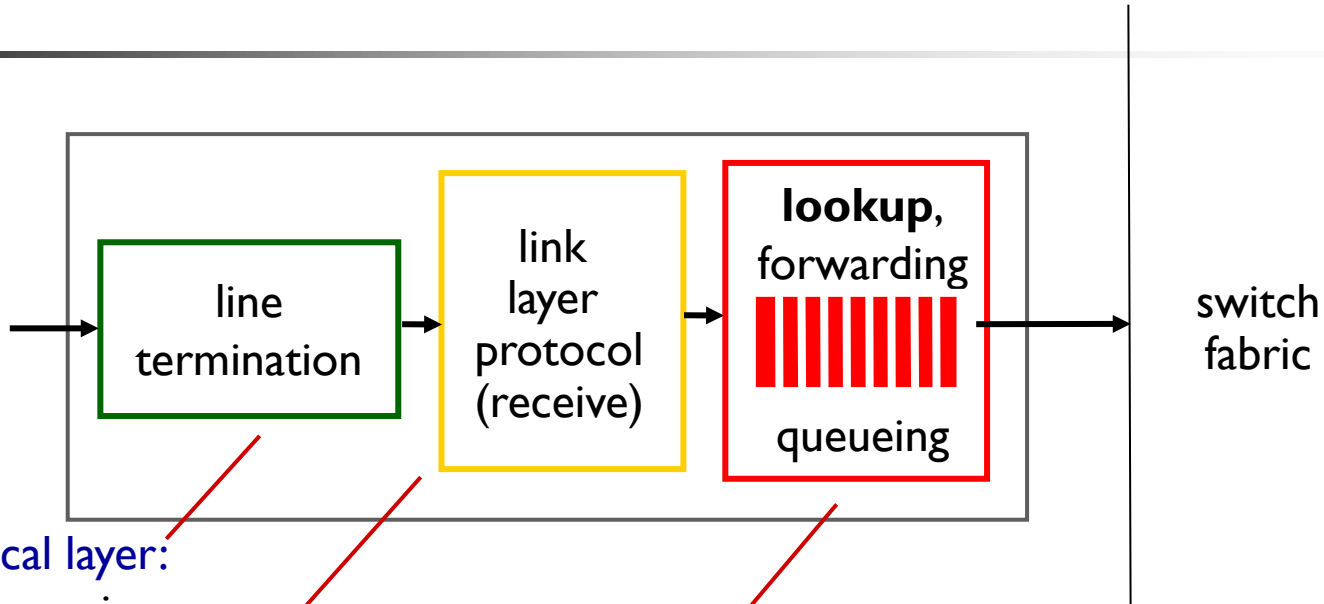 line
termination
link
layer
protocol
(receive)
lookup,
forwarding
queueing
switch
fabric
cal layer: